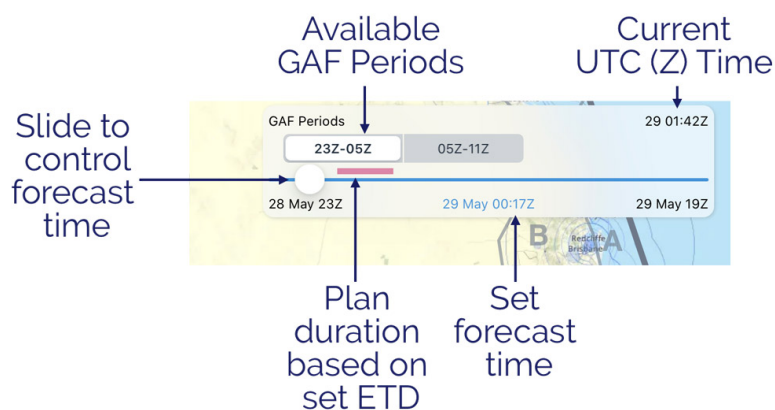 Available
GAF Periods
Current
UTC (Z) Time
Slide to
control
forecast
time
GAF Periods
29 01:42Z
23Z-05Z
05Z-11Z
28 May 23Z
29 May 00:17Z
29 May 19Z
B
A
Redcliffe
Brisbane
Plan
duration
based on
set ETD
Set
forecast
time